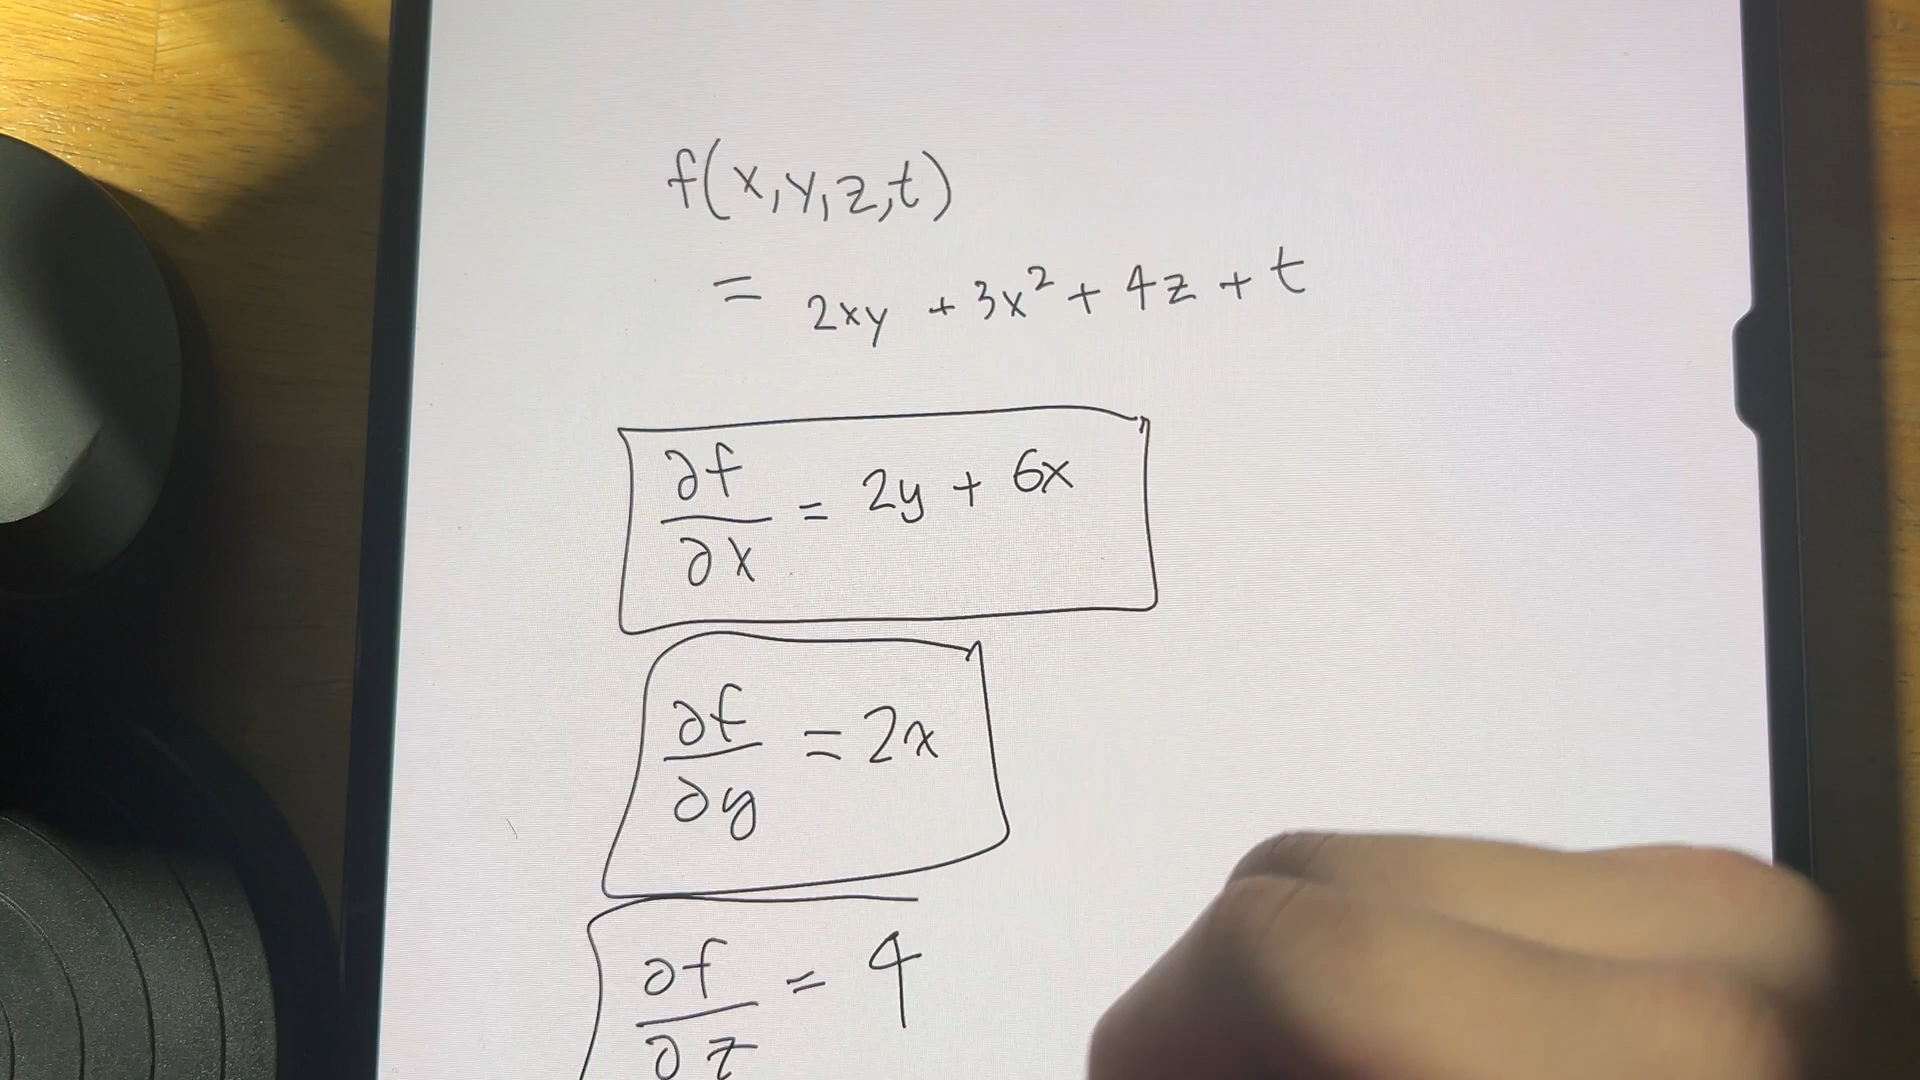 f(x,y,z,t)
= 2xy + 3x² + 4z + t
∂f/∂x = 2y + 6x
∂f/∂y = 2x
∂f/∂z = 4